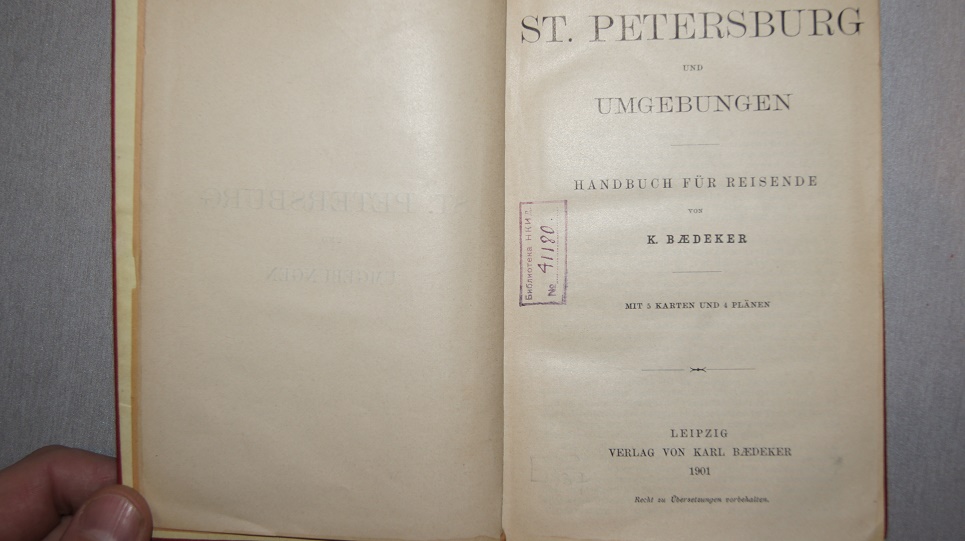 ST. PETERSBURG
UND
UMGEBUNGEN
HANDBUCH FÜR REISENDE
VON
K. BÆDEKER
MIT 5 KARTEN UND 4 PLÄNEN
LEIPZIG
VERLAG VON KARL BÆDEKER
1901
Recht zu Übersetzungen vorbehalten.
Библиотека НКИД
№ 41180.